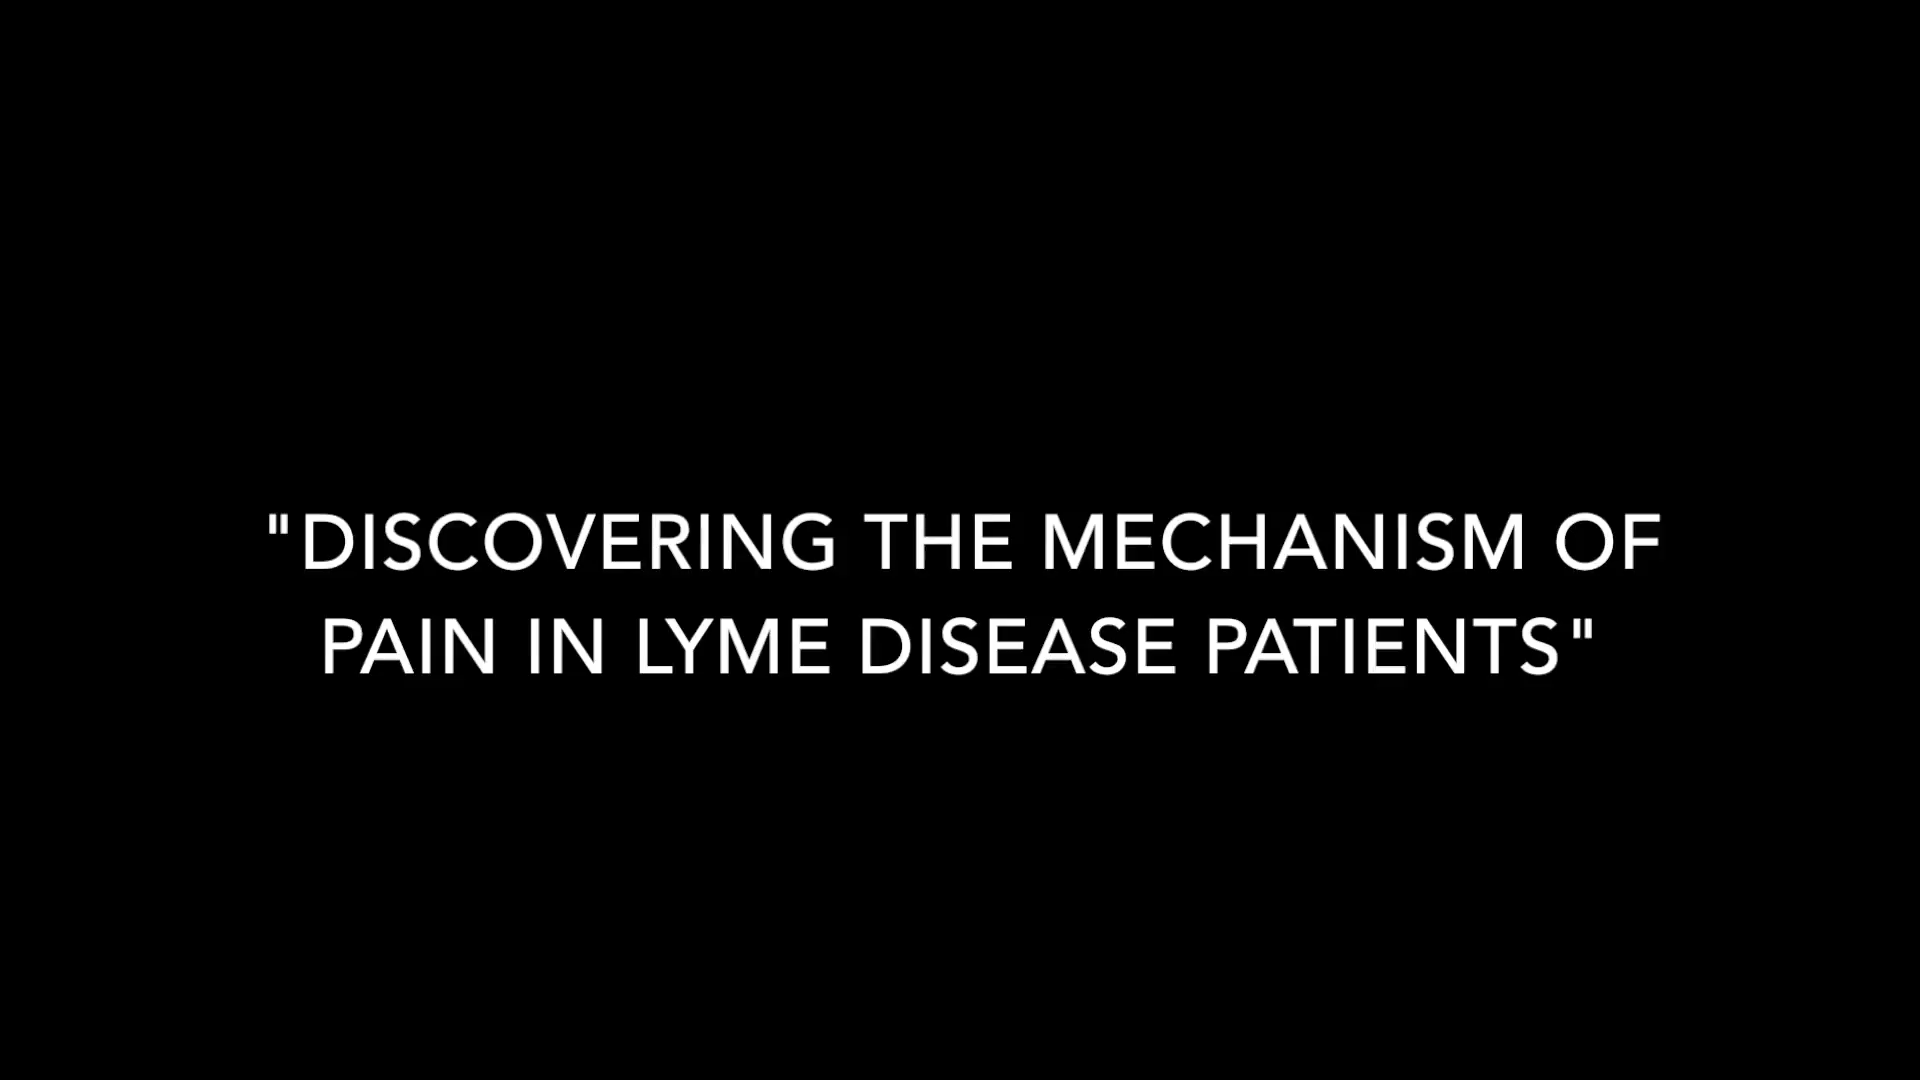 "DISCOVERING THE MECHANISM OF
PAIN IN LYME DISEASE PATIENTS"